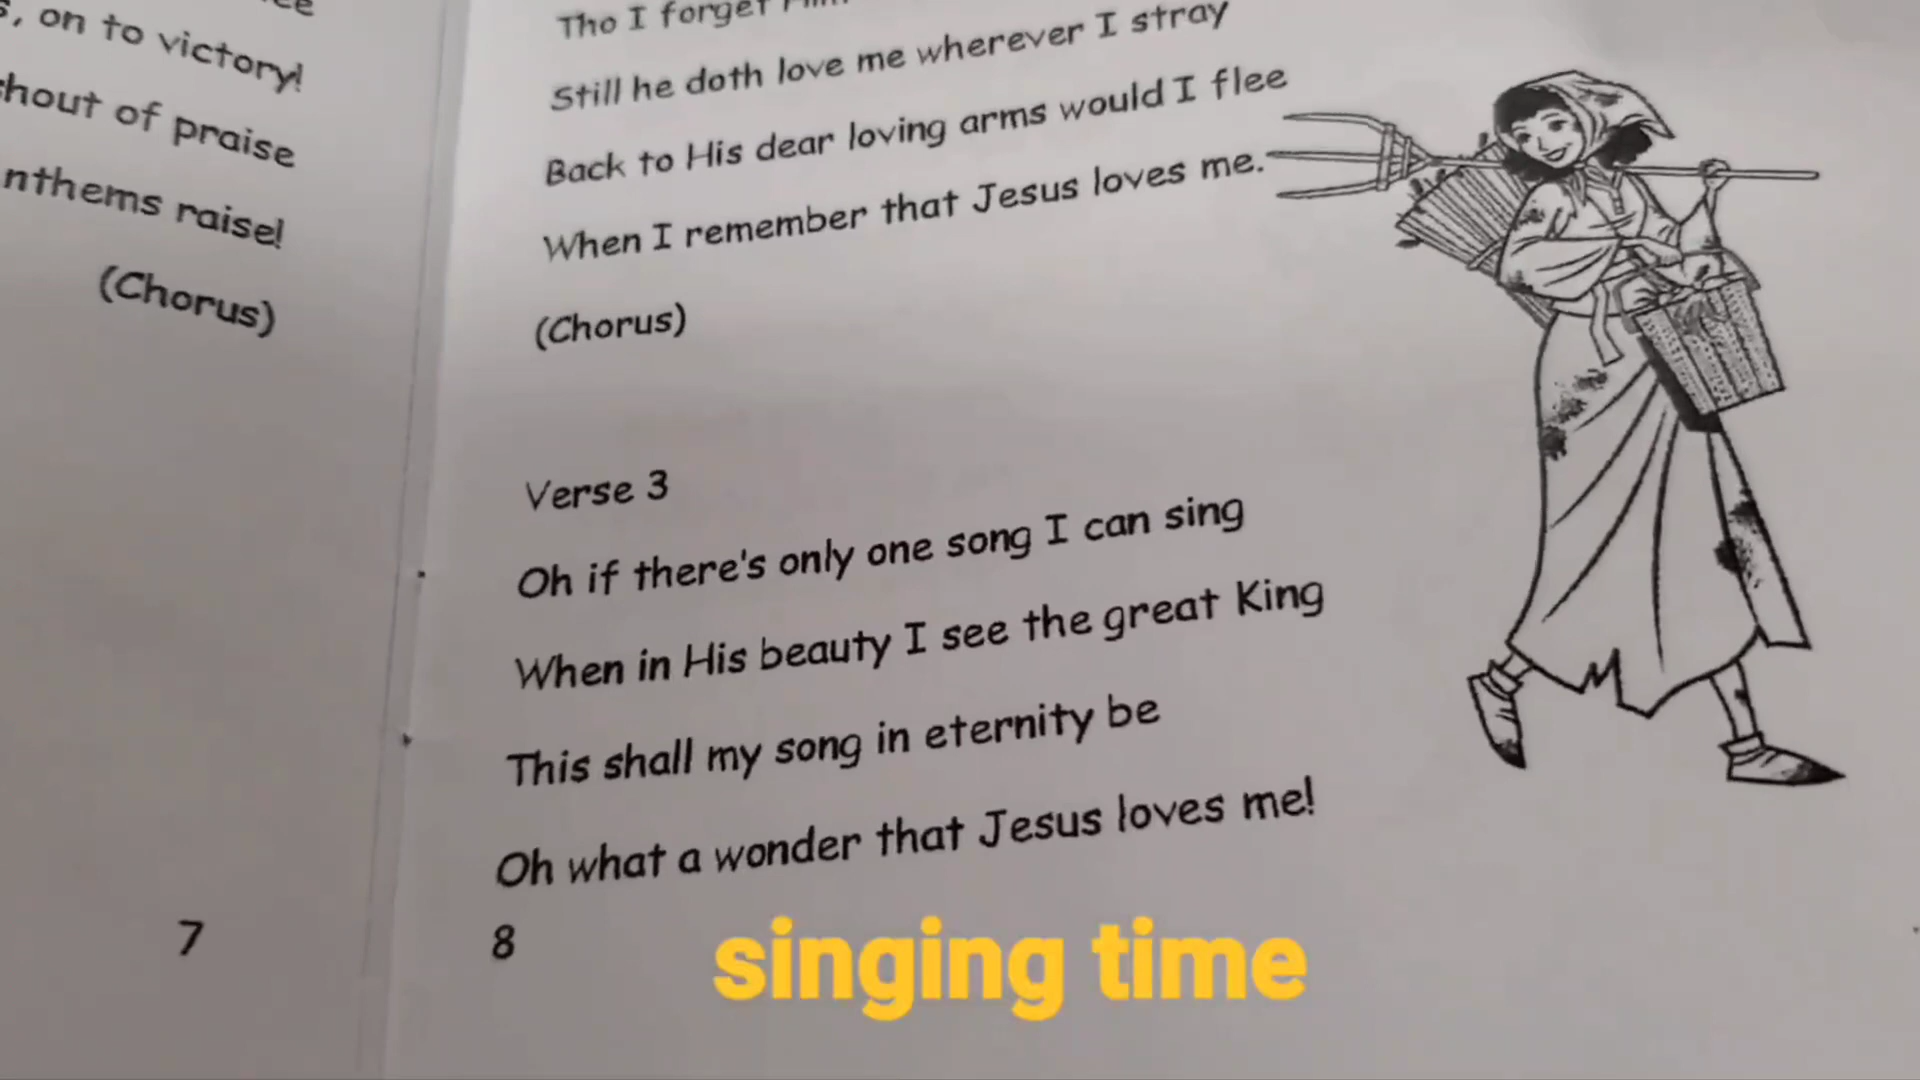 on to victory!
of praise
raise!
(Chorus)
7
Tho I forget
Still he doth love me wherever I stray
Back to His dear loving arms would I flee
When I remember that Jesus loves me.
(Chorus)
Verse 3
Oh if there's only one song I can sing
When in His beauty I see the great King
This shall my song in eternity be
Oh what a wonder that Jesus loves me!
8
singing time